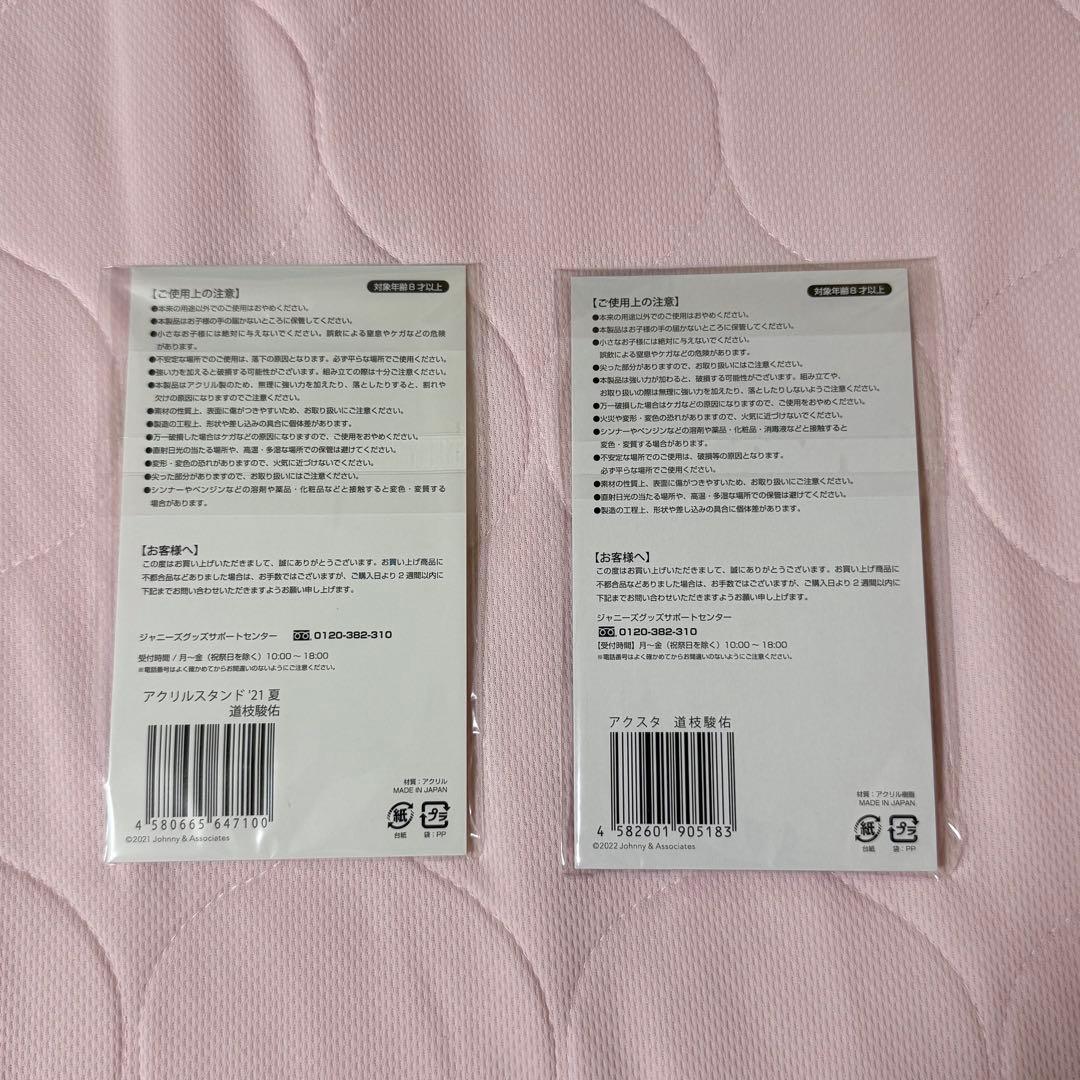 【ご使用上の注意】
対象年齢8才以上
●本来の用途以外でのご使用はおやめください。
●本製品はお子様の手の届かないところに保管してください。
●小さなお子様には絶対に与えないでください。誤飲による窒息やケガなどの危険
があります。
●不安定な場所でのご使用は、落下の原因となります。必ず平らな場所でご使用ください。
●強い力を加えると破損する可能性がございます。組み立ての際は十分ご注意ください。
●本製品はアクリル製のため、無理に強い力を加えたり、落としたりすると、割れや
欠けの原因になりますのでご注意ください。
●素材の性質上、表面に傷がつきやすいため、お取り扱いにご注意ください。
●製造の工程上、形状や差し込みの具合に個体差があります。
●万一破損した場合はケガなどの原因になりますので、ご使用をおやめください。
●直射日光の当たる場所や、高温・多湿な場所での保管は避けてください。
●変形・変色の恐れがありますので、火気に近づけないでください。
●尖った部分がありますので、お取り扱いにはご注意ください。
●シンナーやベンジンなどの溶剤や薬品・化粧品などと接触すると変色・変質する
場合があります。
【お客様へ】
この度はお買い上げいただきまして、誠にありがとうございます。お買い上げ商品に
不都合品などありました場合は、お手数ではございますが、ご購入日より2週間以内に
下記までお問い合わせいただきますようお願い申し上げます。
ジャニーズグッズサポートセンター 0120-382-310
受付時間 / 月〜金（祝祭日を除く）10:00〜18:00
※電話番号はよく確かめてからお間違いのないようにご注意ください。
アクリルスタンド '21 夏
道枝駿佑
4 580665 647100
©2021 Johnny & Associates
材質：アクリル
MADE IN JAPAN
紙 プラ
台紙 袋：PP
【ご使用上の注意】
対象年齢8才以上
●本来の用途以外でのご使用はおやめください。
●本製品はお子様の手の届かないところに保管してください。
●小さなお子様には絶対に与えないでください。
誤飲による窒息やケガなどの危険があります。
●尖った部分がありますので、お取り扱いにはご注意ください。
●本製品は強い力が加わると、破損する可能性がございます。組み立てや、
お取り扱いの際は無理に強い力を加えたり、落としたりしないようご注意ください。
●万一破損した場合はケガなどの原因になりますので、ご使用をおやめください。
●火災や変形・変色の恐れがありますので、火気に近づけないでください。
●シンナーやベンジンなどの溶剤や薬品・化粧品・消毒液などと接触すると
変色・変質する場合があります。
●不安定な場所でのご使用は、破損等の原因となります。
必ず平らな場所でご使用ください。
●素材の性質上、表面に傷がつきやすいため、お取り扱いにご注意ください。
●直射日光の当たる場所や、高温・多湿な場所での保管は避けてください。
●製造の工程上、形状や差し込みの具合に個体差があります。
【お客様へ】
この度はお買い上げいただきまして、誠にありがとうございます。お買い上げ商品に
不都合品などありました場合は、お手数ではございますが、ご購入日より2週間以内に
下記までお問い合わせいただきますようお願い申し上げます。
ジャニーズグッズサポートセンター
0120-382-310
【受付時間】月〜金（祝祭日を除く）10:00〜18:00
※電話番号はよく確かめてからお間違いのないようにご注意ください。
アクスタ 道枝駿佑
4 582601 905183
©2022 Johnny & Associates
材質：アクリル樹脂
MADE IN JAPAN
紙 プラ
台紙 袋：PP